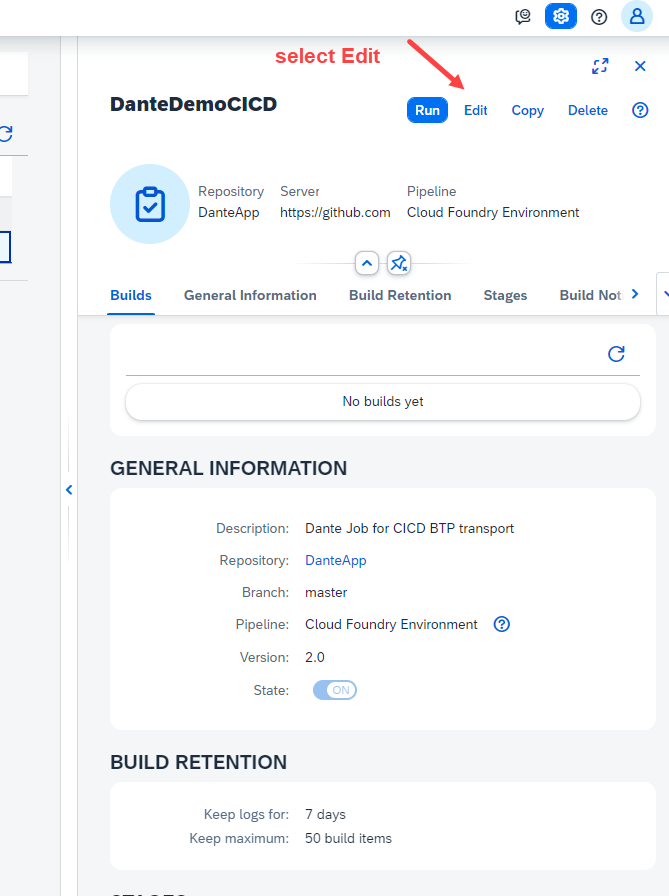 select Edit
DanteDemoCICD
Run Edit Copy Delete
Repository Server Pipeline
DanteApp https://github.com Cloud Foundry Environment
Builds General Information Build Retention Stages Build Not
No builds yet
GENERAL INFORMATION
Description: Dante Job for CICD BTP transport
Repository: DanteApp
Branch: master
Pipeline: Cloud Foundry Environment
Version: 2.0
State: ON
BUILD RETENTION
Keep logs for: 7 days
Keep maximum: 50 build items